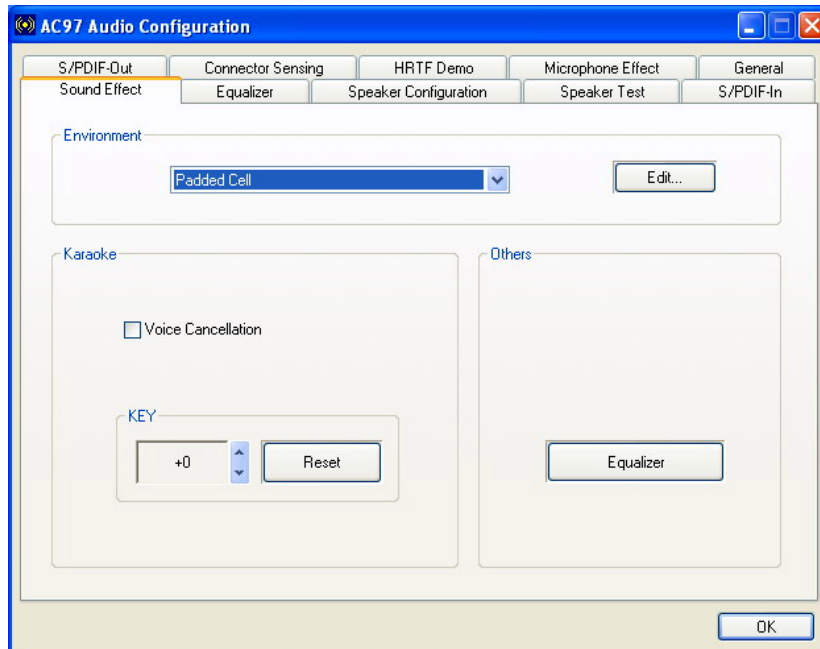 AC97 Audio Configuration
S/PDIF-Out Connector Sensing HRTF Demo Microphone Effect General
Sound Effect Equalizer Speaker Configuration Speaker Test S/PDIF-In
Environment
Padded Cell Edit...
Karaoke Others
Voice Cancellation
KEY
+0 Reset Equalizer
OK